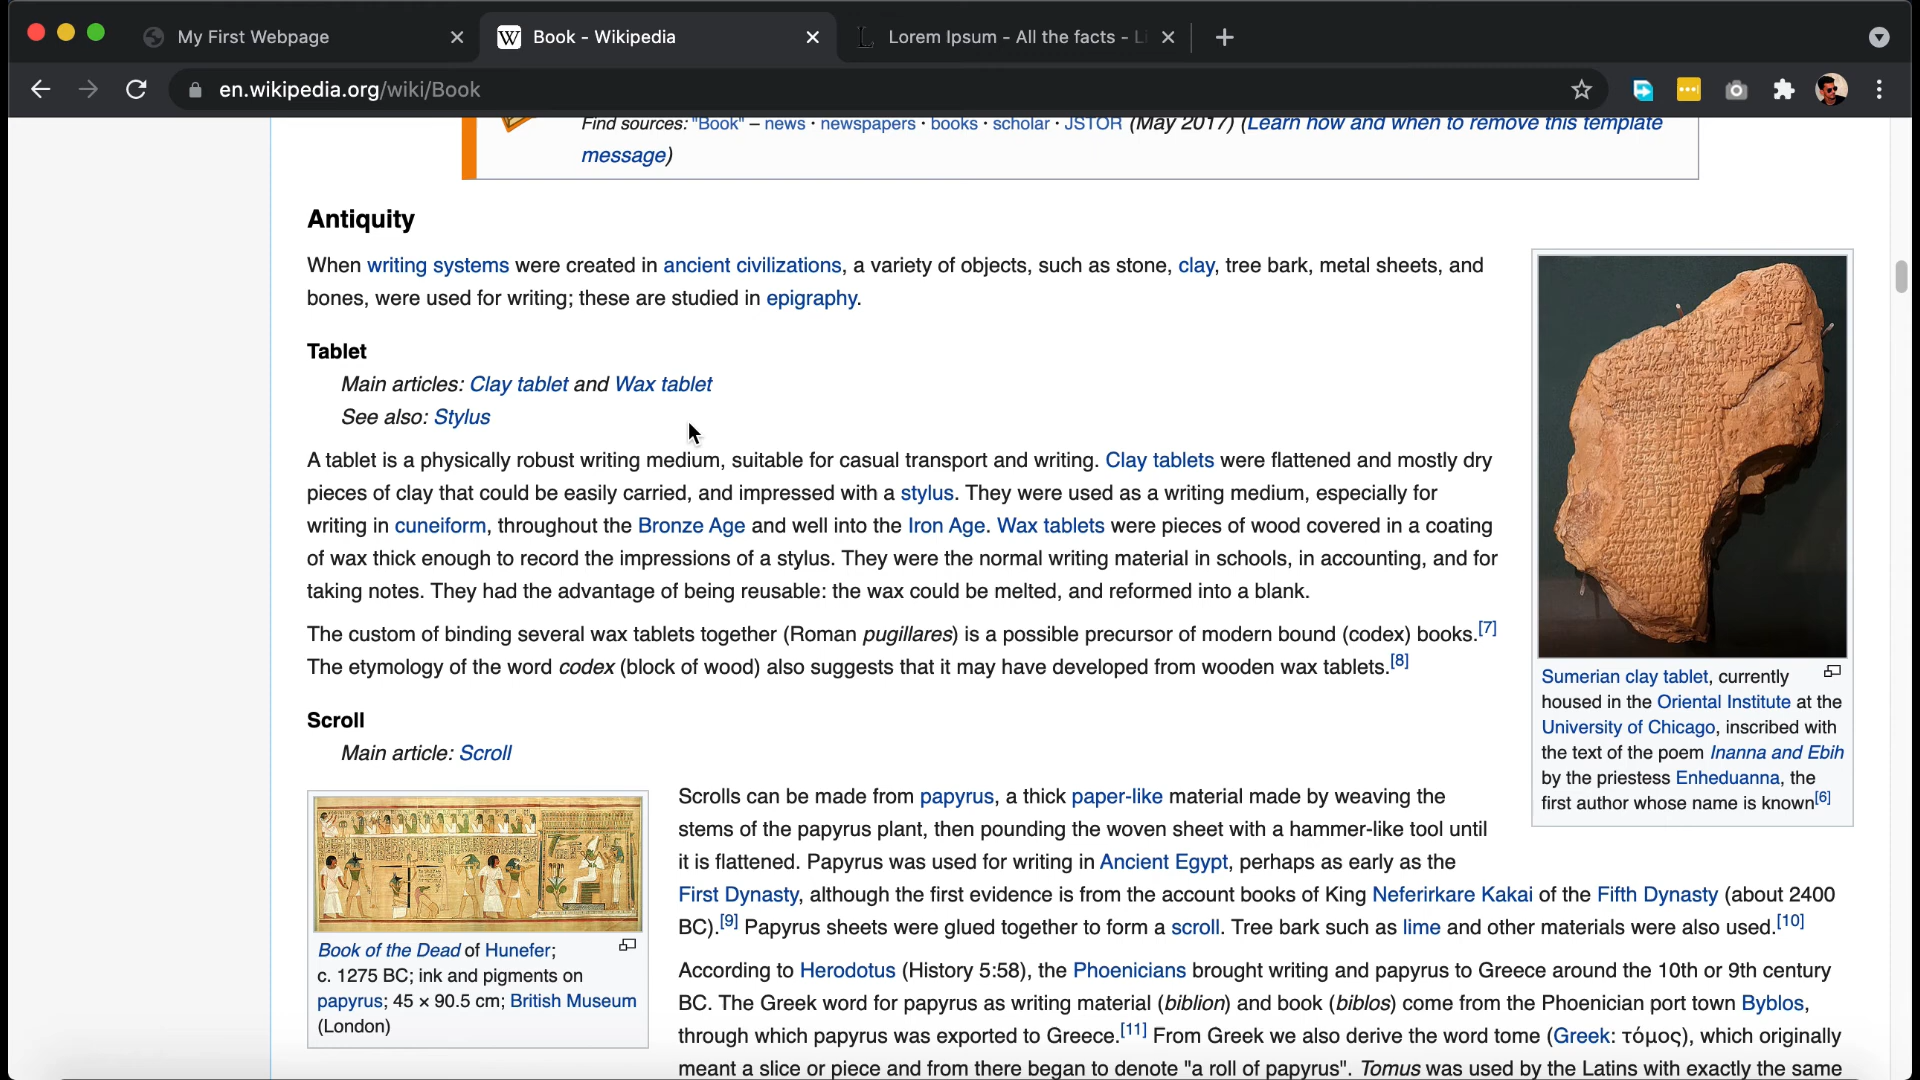 My First Webpage
Book - Wikipedia
Lorem Ipsum - All the facts - Li
en.wikipedia.org/wiki/Book
Find sources: "Book" – news · newspapers · books · scholar · JSTOR (May 2017) (Learn how and when to remove this template
message)
Antiquity
When writing systems were created in ancient civilizations, a variety of objects, such as stone, clay, tree bark, metal sheets, and
bones, were used for writing; these are studied in epigraphy.
Tablet
Main articles: Clay tablet and Wax tablet
See also: Stylus
A tablet is a physically robust writing medium, suitable for casual transport and writing. Clay tablets were flattened and mostly dry
pieces of clay that could be easily carried, and impressed with a stylus. They were used as a writing medium, especially for
writing in cuneiform, throughout the Bronze Age and well into the Iron Age. Wax tablets were pieces of wood covered in a coating
of wax thick enough to record the impressions of a stylus. They were the normal writing material in schools, in accounting, and for
taking notes. They had the advantage of being reusable: the wax could be melted, and reformed into a blank.
The custom of binding several wax tablets together (Roman pugillares) is a possible precursor of modern bound (codex) books.[7]
The etymology of the word codex (block of wood) also suggests that it may have developed from wooden wax tablets.[8]
Sumerian clay tablet, currently
housed in the Oriental Institute at the
University of Chicago, inscribed with
the text of the poem Inanna and Ebih
by the priestess Enheduanna, the
first author whose name is known[6]
Scroll
Main article: Scroll
Book of the Dead of Hunefer;
c. 1275 BC; ink and pigments on
papyrus; 45 × 90.5 cm; British Museum
(London)
Scrolls can be made from papyrus, a thick paper-like material made by weaving the
stems of the papyrus plant, then pounding the woven sheet with a hammer-like tool until
it is flattened. Papyrus was used for writing in Ancient Egypt, perhaps as early as the
First Dynasty, although the first evidence is from the account books of King Neferirkare Kakai of the Fifth Dynasty (about 2400
BC).[9] Papyrus sheets were glued together to form a scroll. Tree bark such as lime and other materials were also used.[10]
According to Herodotus (History 5:58), the Phoenicians brought writing and papyrus to Greece around the 10th or 9th century
BC. The Greek word for papyrus as writing material (biblion) and book (biblos) come from the Phoenician port town Byblos,
through which papyrus was exported to Greece.[11] From Greek we also derive the word tome (Greek: τόμος), which originally
meant a slice or piece and from there began to denote "a roll of papyrus". Tomus was used by the Latins with exactly the same